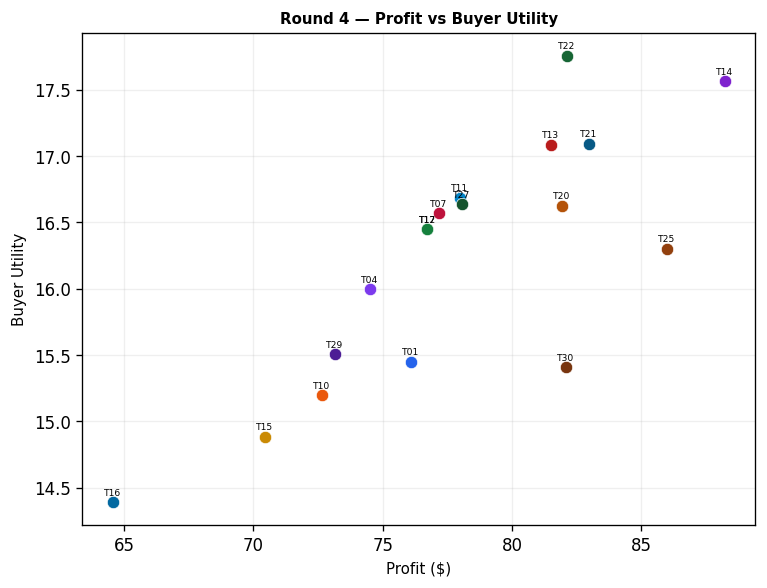 Round 4 — Profit vs Buyer Utility
T22
T14
17.5
T13
T21
17.0
T11
T07
T20
16.5
T25
T04
16.0
Buyer Utility
T29
T01
15.5
T30
T10
15.0
T15
14.5
T16
65
70
75
80
85
Profit ($)